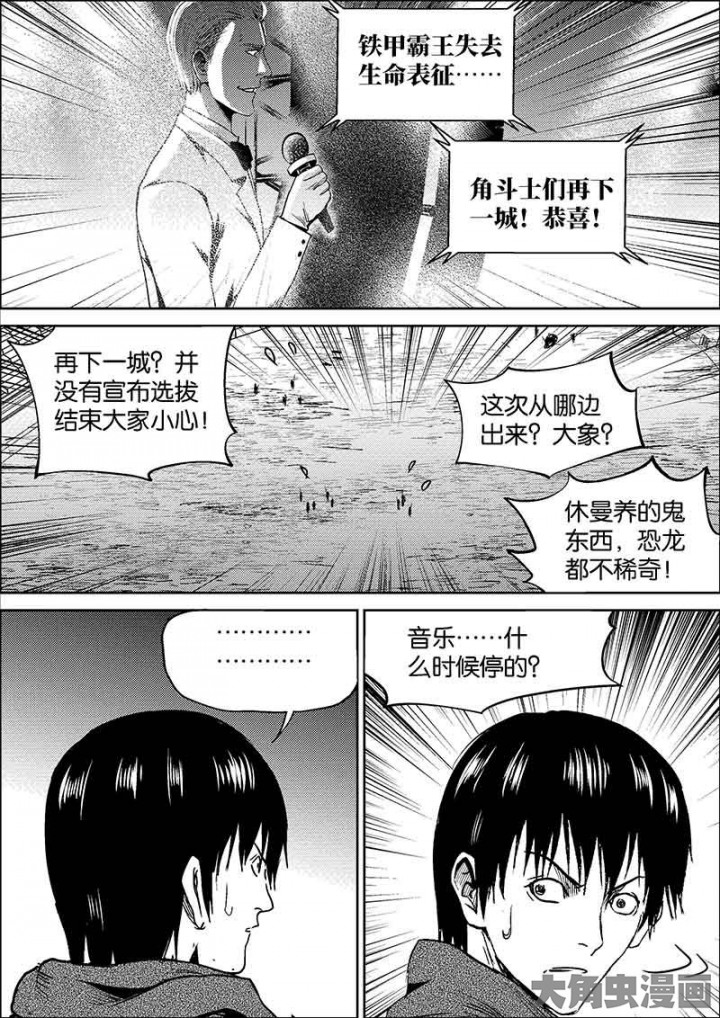 铁甲霸王失去
生命表征……
角斗士们再下
一城！恭喜！
再下一城？并
没有宣布选拔
结束大家小心！
这次从哪边
出来？大象？
休曼养的鬼
东西，恐龙
都不稀奇！
…………
…………
音乐……什
么时候停的？
大角虫漫画